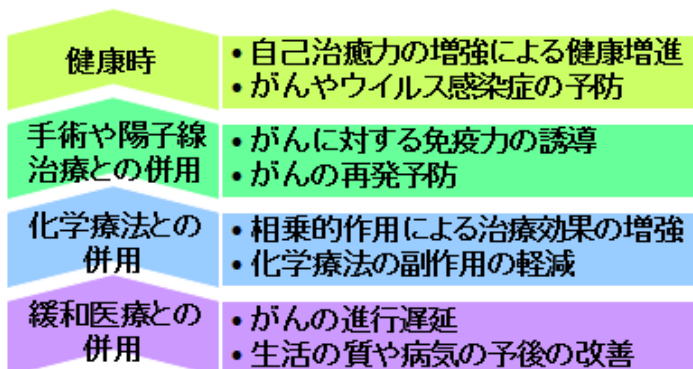 健康時
• 自己治癒力の増強による健康増進
• がんやウイルス感染症の予防
手術や陽子線
治療との併用
• がんに対する免疫力の誘導
• がんの再発予防
化学療法との
併用
• 相乗的作用による治療効果の増強
• 化学療法の副作用の軽減
緩和医療との
併用
• がんの進行遅延
• 生活の質や病気の予後の改善